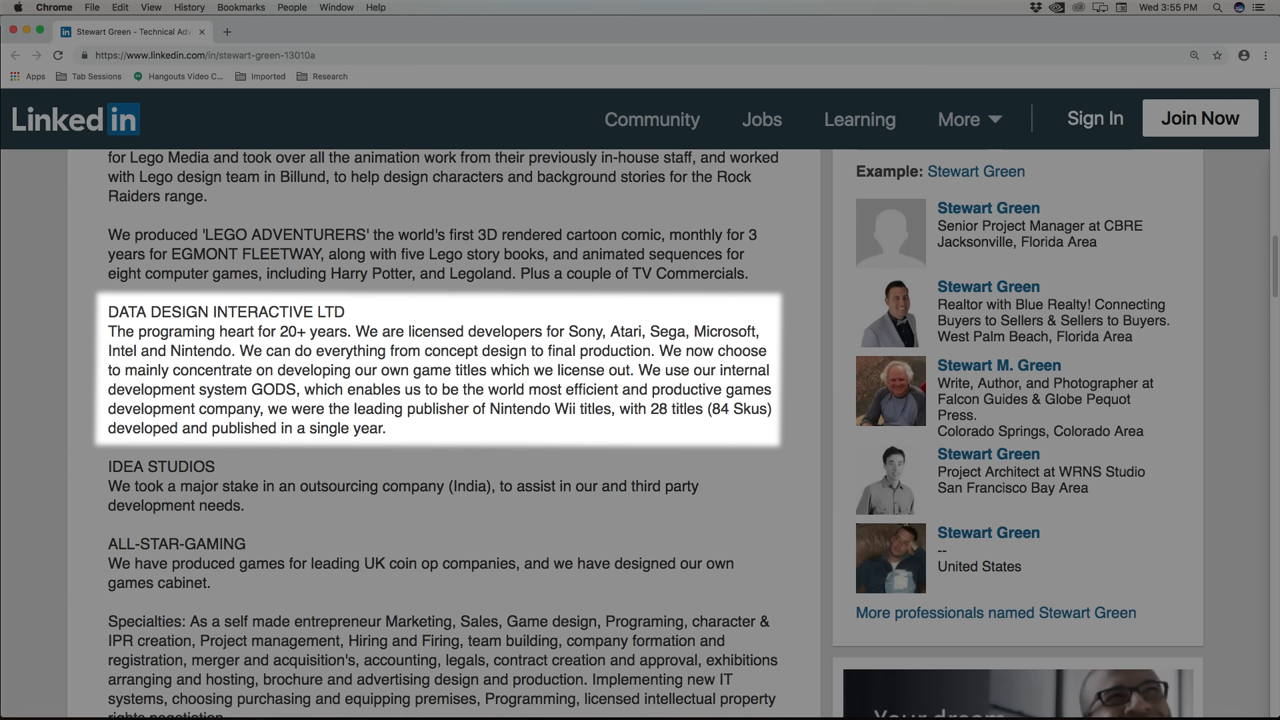 Chrome File Edit View History Bookmarks People Window Help
Wed 3:55 PM
Stewart Green - Technical Adv
https://www.linkedin.com/in/stewart-green-13010a
Apps Tab Sessions Hangouts Video C... Imported Research
Linked in
Community Jobs Learning More Sign In Join Now
for Lego Media and took over all the animation work from their previously in-house staff, and worked
with Lego design team in Billund, to help design characters and background stories for the Rock
Raiders range.
We produced 'LEGO ADVENTURERS' the world's first 3D rendered cartoon comic, monthly for 3
years for EGMONT FLEETWAY, along with five Lego story books, and animated sequences for
eight computer games, including Harry Potter, and Legoland. Plus a couple of TV Commercials.
DATA DESIGN INTERACTIVE LTD
The programing heart for 20+ years. We are licensed developers for Sony, Atari, Sega, Microsoft,
Intel and Nintendo. We can do everything from concept design to final production. We now choose
to mainly concentrate on developing our own game titles which we license out. We use our internal
development system GODS, which enables us to be the world most efficient and productive games
development company, we were the leading publisher of Nintendo Wii titles, with 28 titles (84 Skus)
developed and published in a single year.
IDEA STUDIOS
We took a major stake in an outsourcing company (India), to assist in our and third party
development needs.
ALL-STAR-GAMING
We have produced games for leading UK coin op companies, and we have designed our own
games cabinet.
Specialties: As a self made entrepreneur Marketing, Sales, Game design, Programing, character &
IPR creation, Project management, Hiring and Firing, team building, company formation and
registration, merger and acquisition's, accounting, legals, contract creation and approval, exhibitions
arranging and hosting, brochure and advertising design and production. Implementing new IT
systems, choosing purchasing and equipping premises, Programming, licensed intellectual property
rights negotiation
Example: Stewart Green
Stewart Green
Senior Project Manager at CBRE
Jacksonville, Florida Area
Stewart Green
Realtor with Blue Realty! Connecting
Buyers to Sellers & Sellers to Buyers.
West Palm Beach, Florida Area
Stewart M. Green
Write, Author, and Photographer at
Falcon Guides & Globe Pequot
Press.
Colorado Springs, Colorado Area
Stewart Green
Project Architect at WRNS Studio
San Francisco Bay Area
Stewart Green
--
United States
More professionals named Stewart Green
Your dream